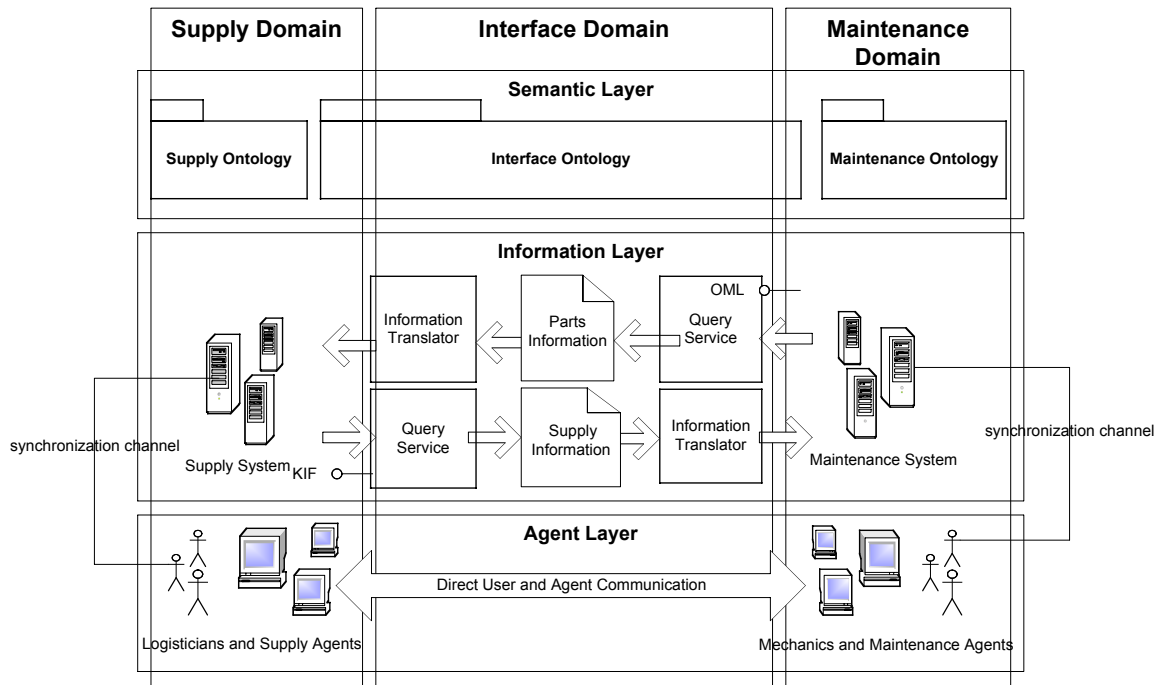 Supply Domain
Interface Domain
Maintenance
Domain
Semantic Layer
Supply Ontology
Interface Ontology
Maintenance Ontology
Information Layer
OML
Information
Translator
Parts
Information
Query
Service
synchronization channel
Supply System
KIF
Query
Service
Supply
Information
Information
Translator
Maintenance System
synchronization channel
Agent Layer
Direct User and Agent Communication
Logisticians and Supply Agents
Mechanics and Maintenance Agents